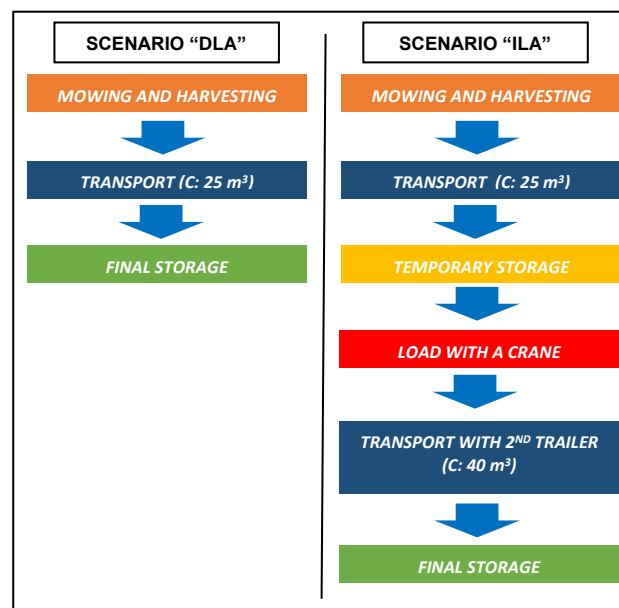 SCENARIO “DLA”
MOWING AND HARVESTING
TRANSPORT (C: 25 m³)
FINAL STORAGE
SCENARIO “ILA”
MOWING AND HARVESTING
TRANSPORT (C: 25 m³)
TEMPORARY STORAGE
LOAD WITH A CRANE
TRANSPORT WITH 2ND TRAILER
(C: 40 m³)
FINAL STORAGE